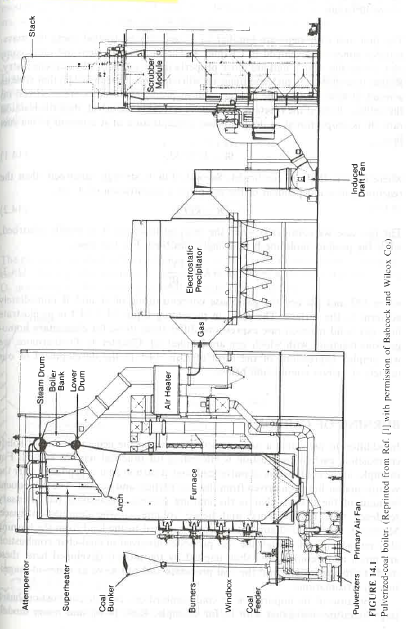 Stack
Scrubber
Module
Induced
Draft Fan
Electrostatic
Precipitator
Gas
Steam Drum
Boiler
Bank
Lower
Drum
Air Heater
Arch
Furnace
Attemperator
Superheater
Coal
Bunker
Burners
Windbox
Coal
Feeder
Primary Air Fan
Pulverizers
FIGURE 14.1
Pulverized-coal boiler. (Reprinted from Ref. [1] with permission of Babcock and Wilcox Co.)